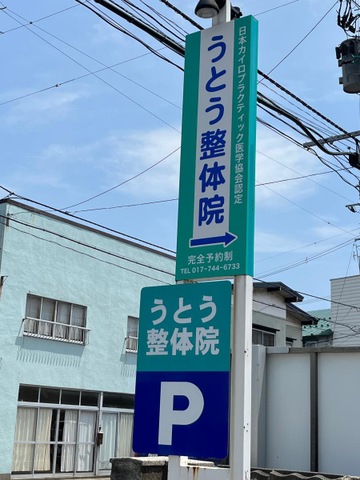 日本カイロプラクティック医学協会認定
うとう整体院
完全予約制
TEL 017-744-6733
うとう
整体院
P